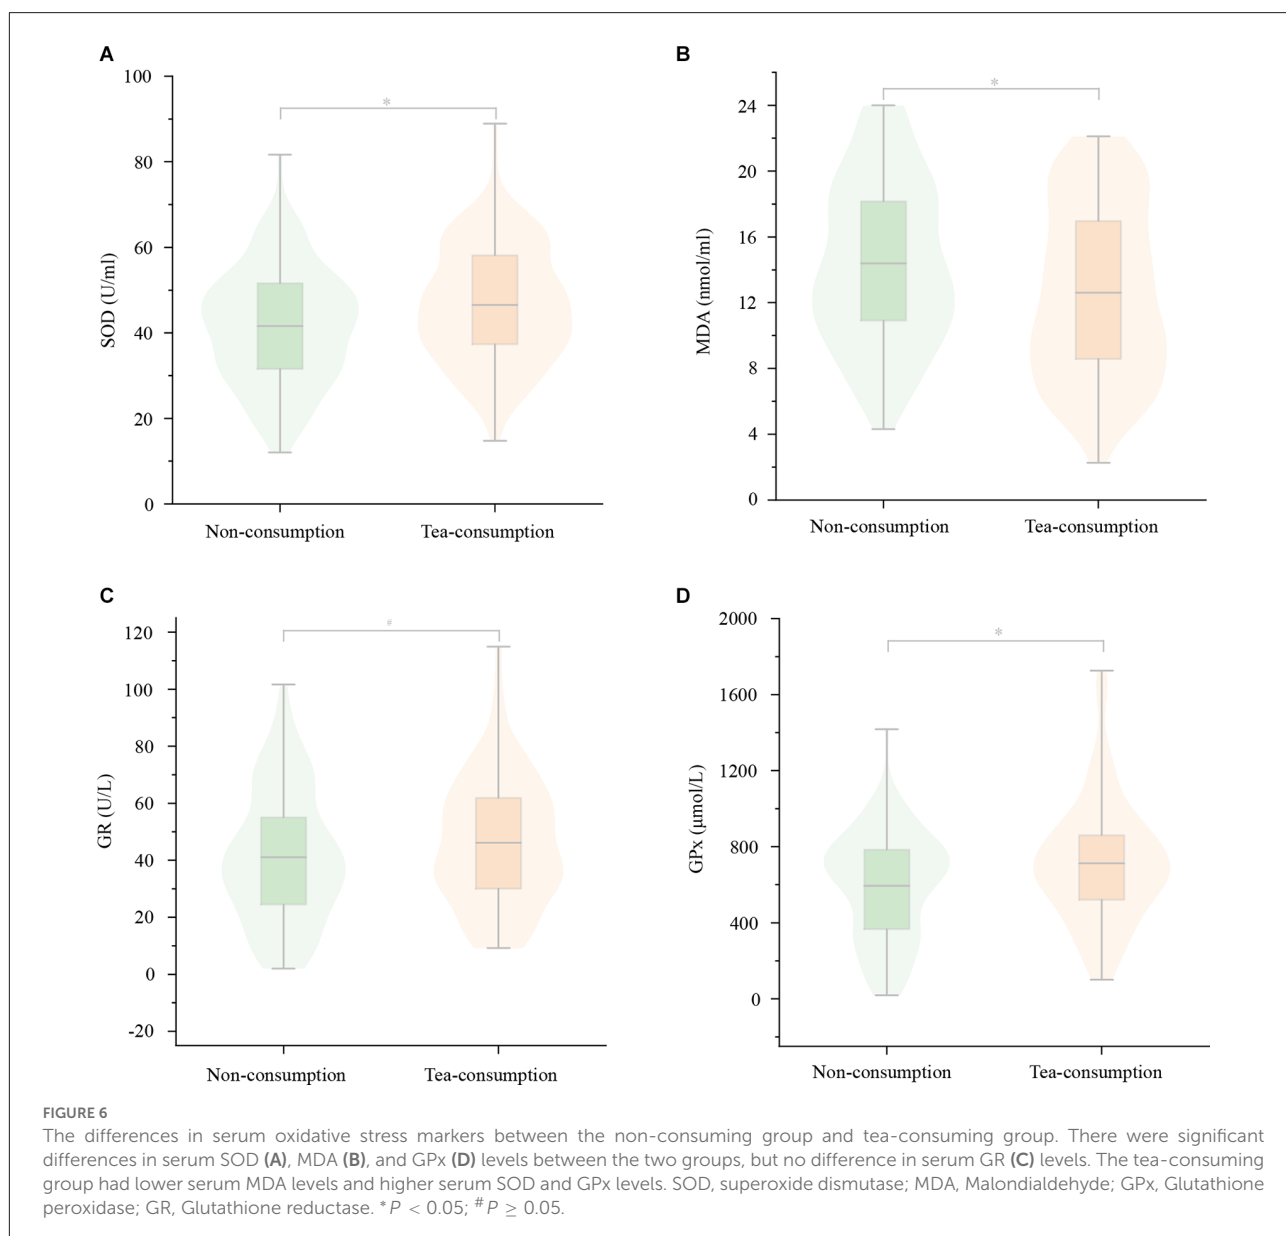 A
100
80
60
40
20
0
SOD (U/ml)
*
Non-consumption
Tea-consumption
B
24
20
16
12
8
4
0
MDA (nmol/ml)
*
Non-consumption
Tea-consumption
C
120
100
80
60
40
20
0
-20
GR (U/L)
#
Non-consumption
Tea-consumption
D
2000
1600
1200
800
400
0
GPx (μmol/L)
*
Non-consumption
Tea-consumption
FIGURE 6
The differences in serum oxidative stress markers between the non-consuming group and tea-consuming group. There were significant
differences in serum SOD (A), MDA (B), and GPx (D) levels between the two groups, but no difference in serum GR (C) levels. The tea-consuming
group had lower serum MDA levels and higher serum SOD and GPx levels. SOD, superoxide dismutase; MDA, Malondialdehyde; GPx, Glutathione
peroxidase; GR, Glutathione reductase. *P < 0.05; #P ≥ 0.05.